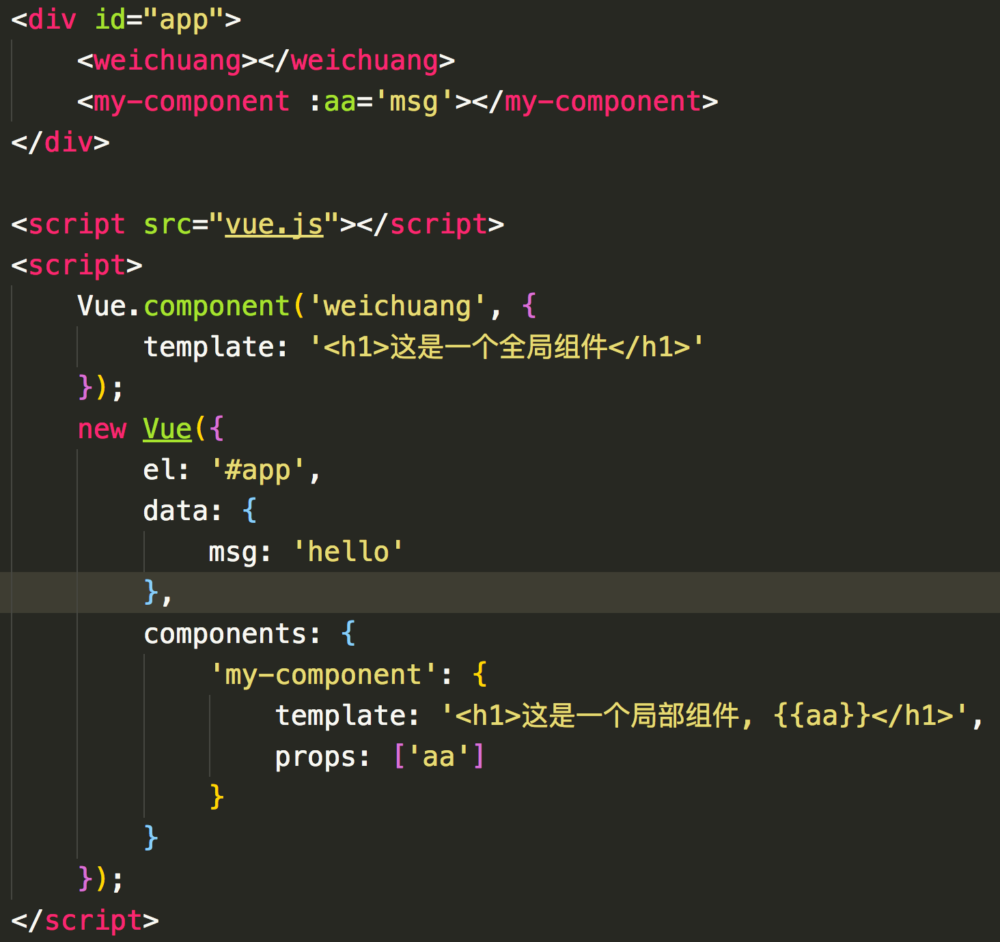 <div id="app">
    <weichuang></weichuang>
    <my-component :aa='msg'></my-component>
</div>

<script src="vue.js"></script>
<script>
    Vue.component('weichuang', {
        template: '<h1>这是一个全局组件</h1>'
    });
    new Vue({
        el: '#app',
        data: {
            msg: 'hello'
        },
        components: {
            'my-component': {
                template: '<h1>这是一个局部组件, {{aa}}</h1>',
                props: ['aa']
            }
        }
    });
</script>